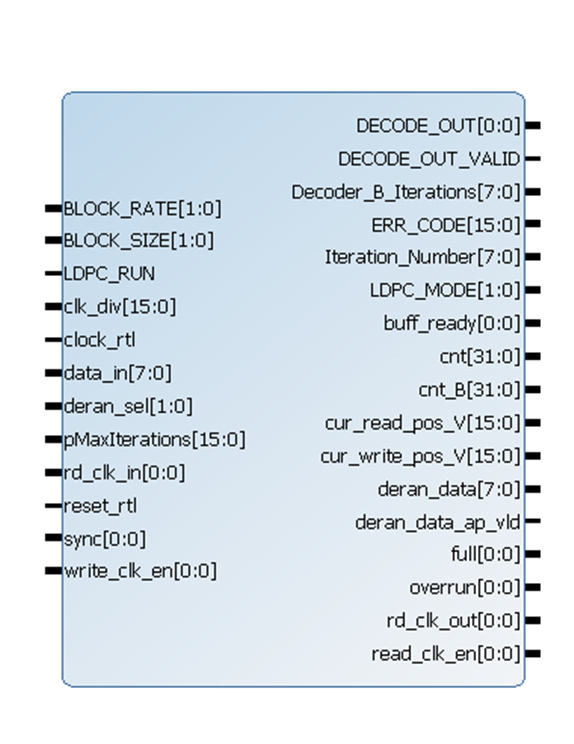 BLOCK_RATE[1:0]
BLOCK_SIZE[1:0]
LDPC_RUN
clk_div[15:0]
clock_rtl
data_in[7:0]
deran_sel[1:0]
pMaxIterations[15:0]
rd_clk_in[0:0]
reset_rtl
sync[0:0]
write_clk_en[0:0]
DECODE_OUT[0:0]
DECODE_OUT_VALID
Decoder_B_Iterations[7:0]
ERR_CODE[15:0]
Iteration_Number[7:0]
LDPC_MODE[1:0]
buff_ready[0:0]
cnt[31:0]
cnt_B[31:0]
cur_read_pos_V[15:0]
cur_write_pos_V[15:0]
deran_data[7:0]
deran_data_ap_vld
full[0:0]
overrun[0:0]
rd_clk_out[0:0]
read_clk_en[0:0]